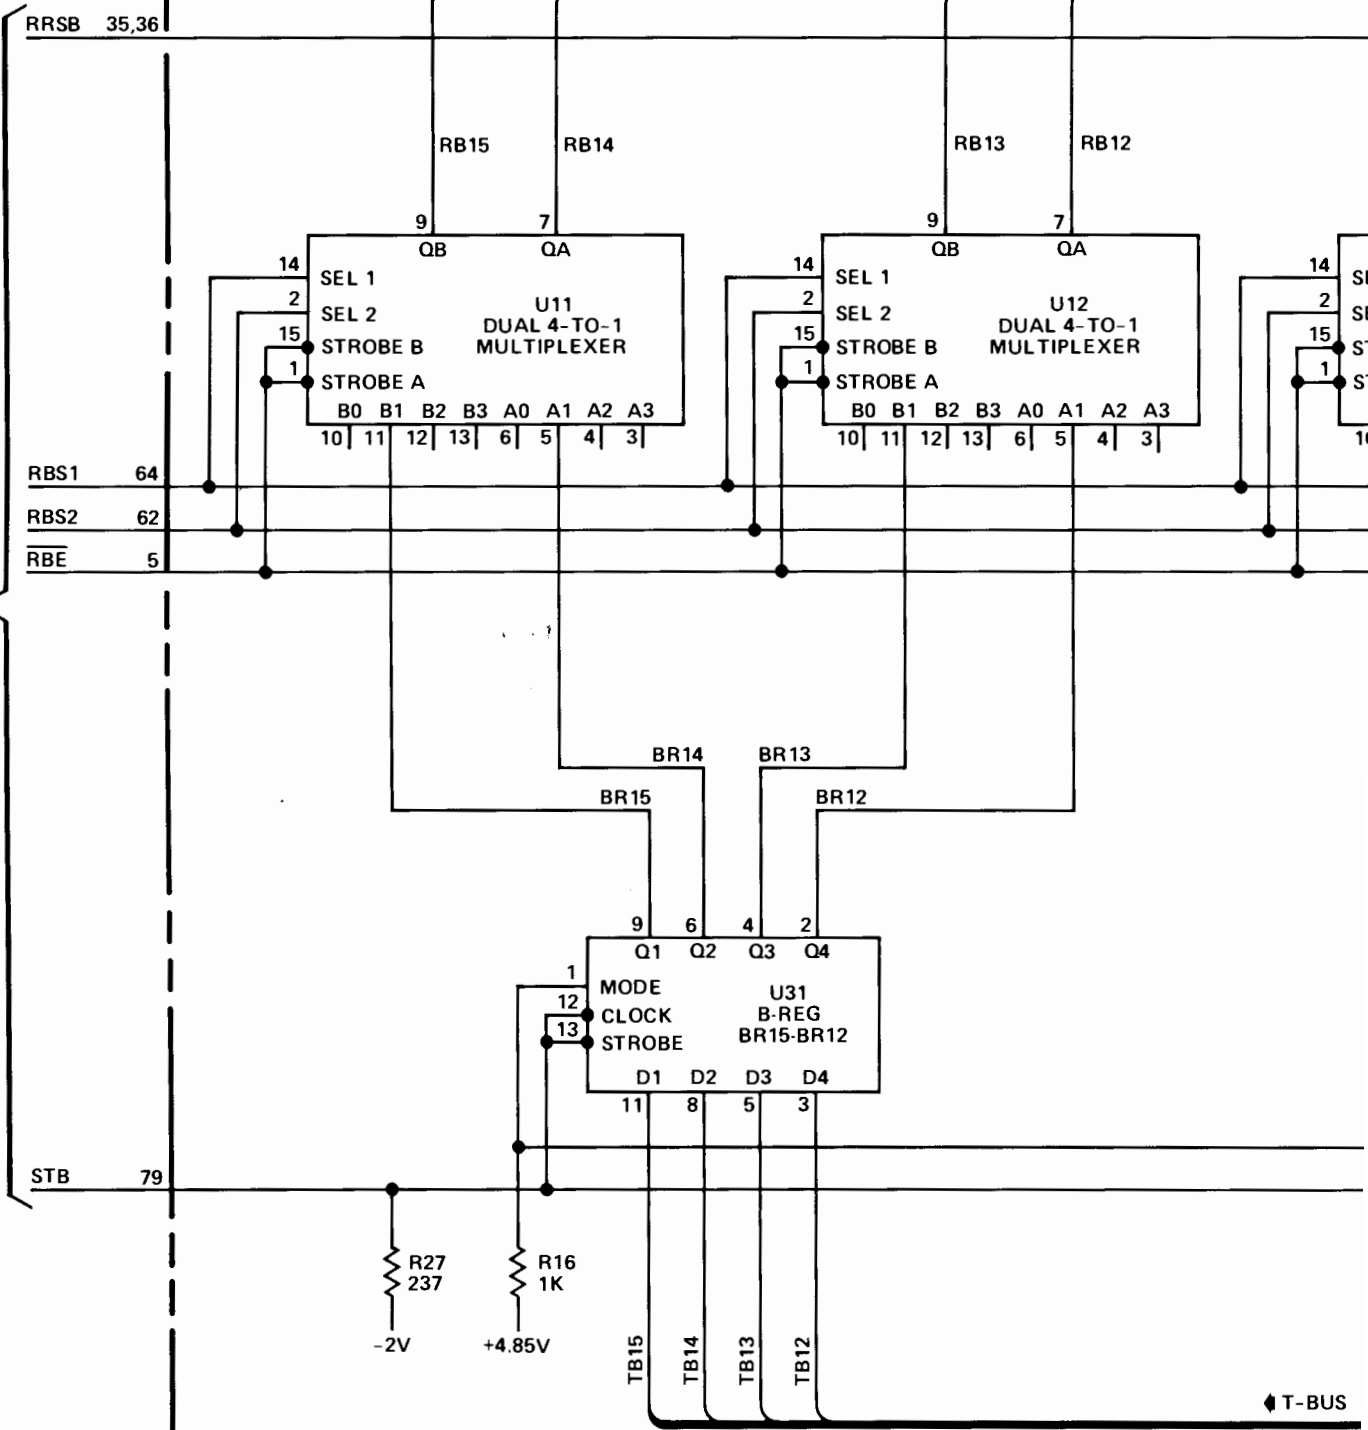 RRSB 35,36
RB15 RB14 RB13 RB12
9 7 9 7
QB QA QB QA
14 SEL 1 14 SEL 1 14 SE
2 SEL 2 2 SEL 2 2 SE
15 STROBE B 15 STROBE B 15 ST
1 STROBE A 1 STROBE A 1 ST
U11
DUAL 4-TO-1
MULTIPLEXER
U12
DUAL 4-TO-1
MULTIPLEXER
B0 B1 B2 B3 A0 A1 A2 A3 B0 B1 B2 B3 A0 A1 A2 A3
10 11 12 13 6 5 4 3 10 11 12 13 6 5 4 3
RBS1 64
RBS2 62
RBE 5
BR14 BR13
BR15 BR12
9 6 4 2
Q1 Q2 Q3 Q4
1 MODE
12 CLOCK
13 STROBE
U31
B-REG
BR15-BR12
D1 D2 D3 D4
11 8 5 3
STB 79
R27
237
-2V
R16
1K
+4.85V
TB15 TB14 TB13 TB12
T-BUS